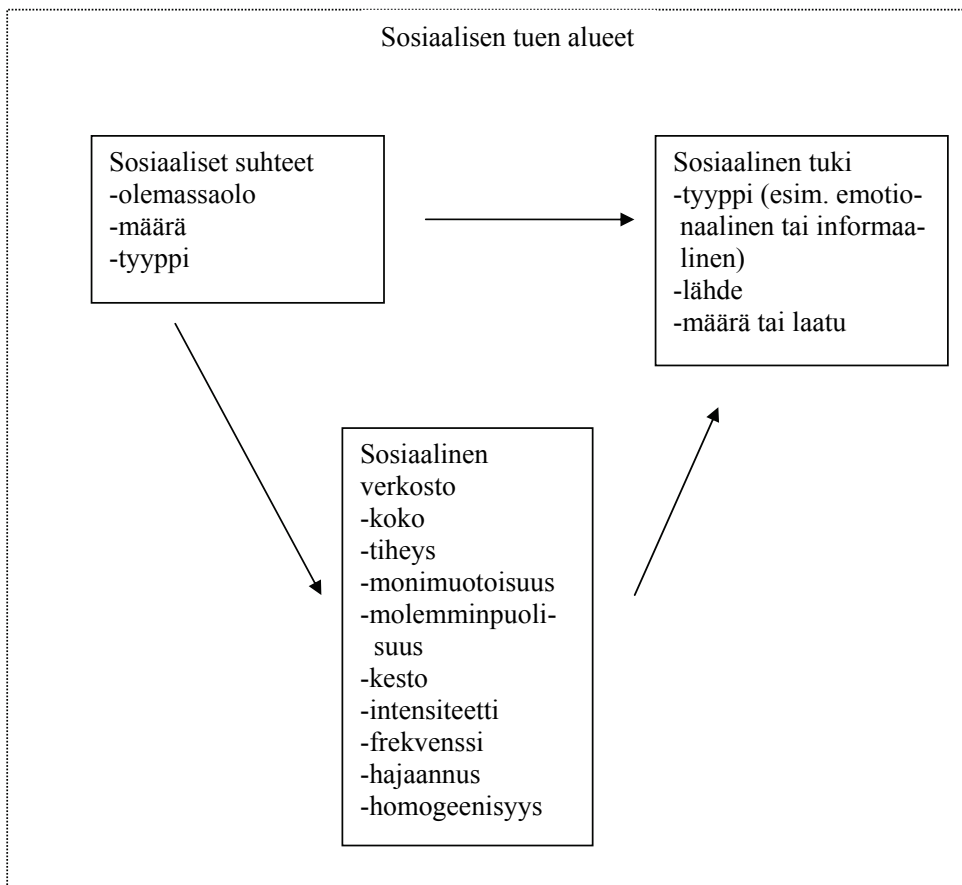 Sosiaalisen tuen alueet
Sosiaaliset suhteet
-olemassaolo
-määrä
-tyyppi
Sosiaalinen tuki
-tyyppi (esim. emotio-
naalinen tai informaa-
linen)
-lähde
-määrä tai laatu
Sosiaalinen
verkosto
-koko
-tiheys
-monimuotoisuus
-molemminpuoli-
suus
-kesto
-intensiteetti
-frekvenssi
-hajaannus
-homogeenisyys